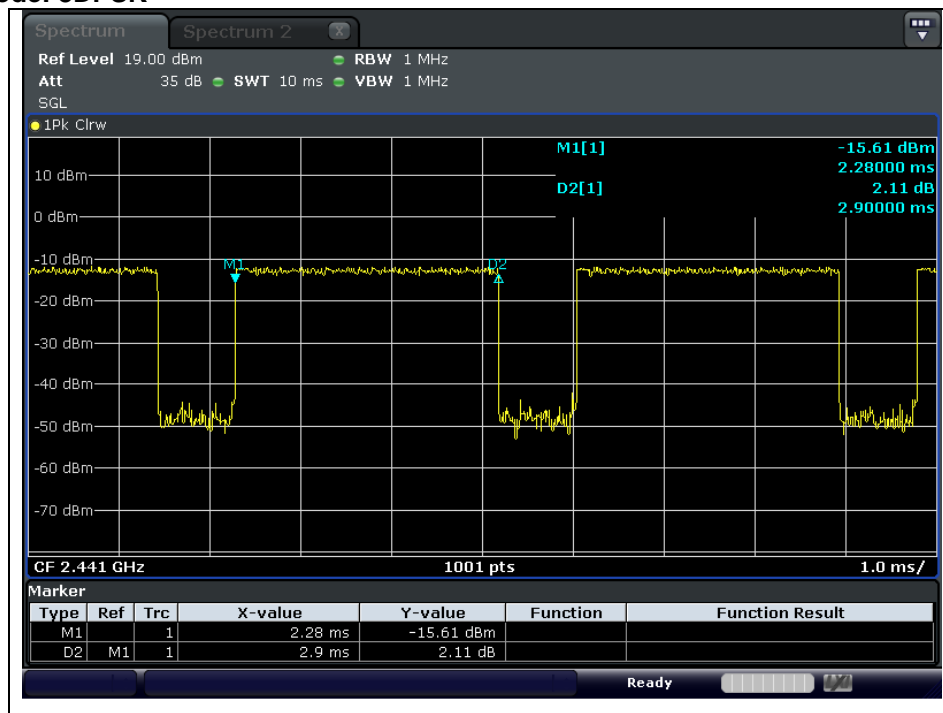 Spectrum Spectrum 2 X
Ref Level 19.00 dBm RBW 1 MHz
Att 35 dB SWT 10 ms VBW 1 MHz
SGL
1Pk Clrw
M1[1] -15.61 dBm
2.28000 ms
D2[1] 2.11 dB
2.90000 ms
10 dBm
0 dBm
-10 dBm
M1 D2
-20 dBm
-30 dBm
-40 dBm
-50 dBm
-60 dBm
-70 dBm
CF 2.441 GHz 1001 pts 1.0 ms/
Marker
Type Ref Trc X-value Y-value Function Function Result
M1 1 2.28 ms -15.61 dBm
D2 M1 1 2.9 ms 2.11 dB
Ready